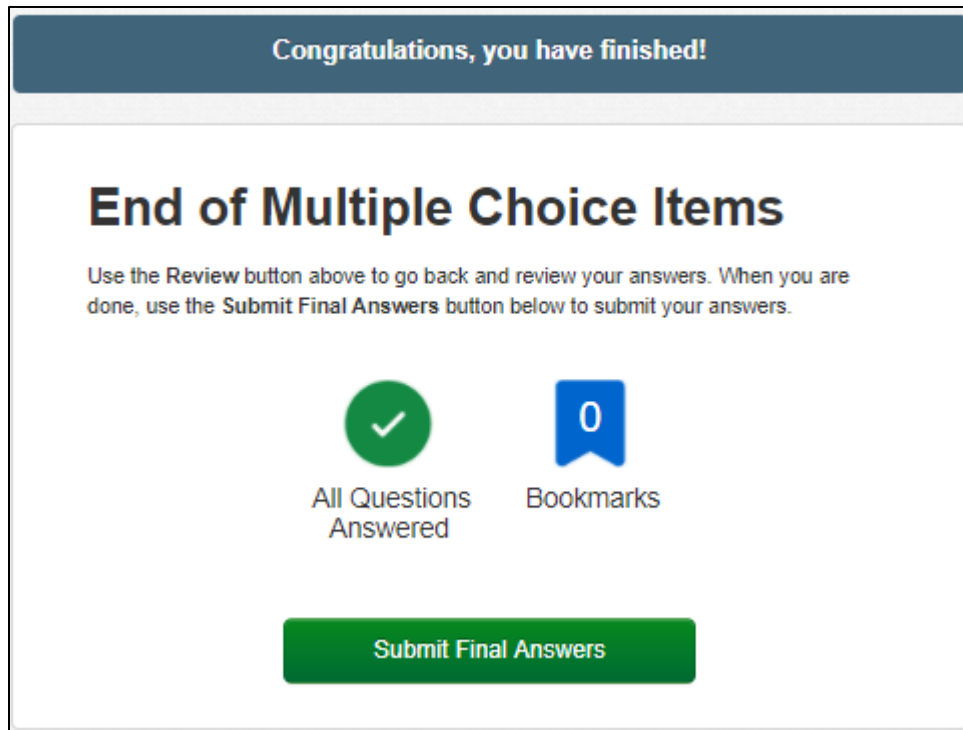 Congratulations, you have finished!
End of Multiple Choice Items
Use the Review button above to go back and review your answers. When you are
done, use the Submit Final Answers button below to submit your answers.
0
All Questions
Answered
Bookmarks
Submit Final Answers